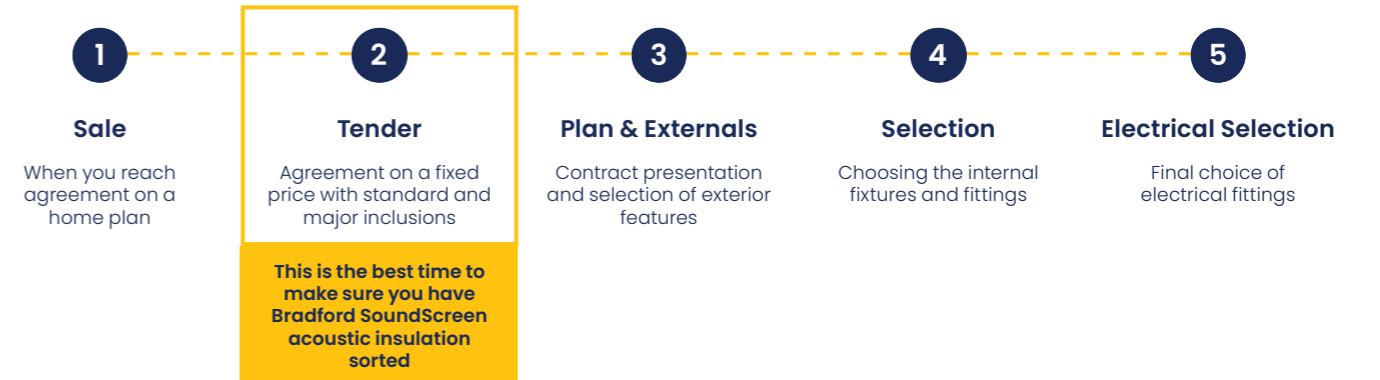 1
2
3
4
5
Sale
Tender
Plan & Externals
Selection
Electrical Selection
When you reach
agreement on a
home plan
Agreement on a fixed
price with standard and
major inclusions
Contract presentation
and selection of exterior
features
Choosing the internal
fixtures and fittings
Final choice of
electrical fittings
This is the best time to
make sure you have
Bradford SoundScreen
acoustic insulation
sorted